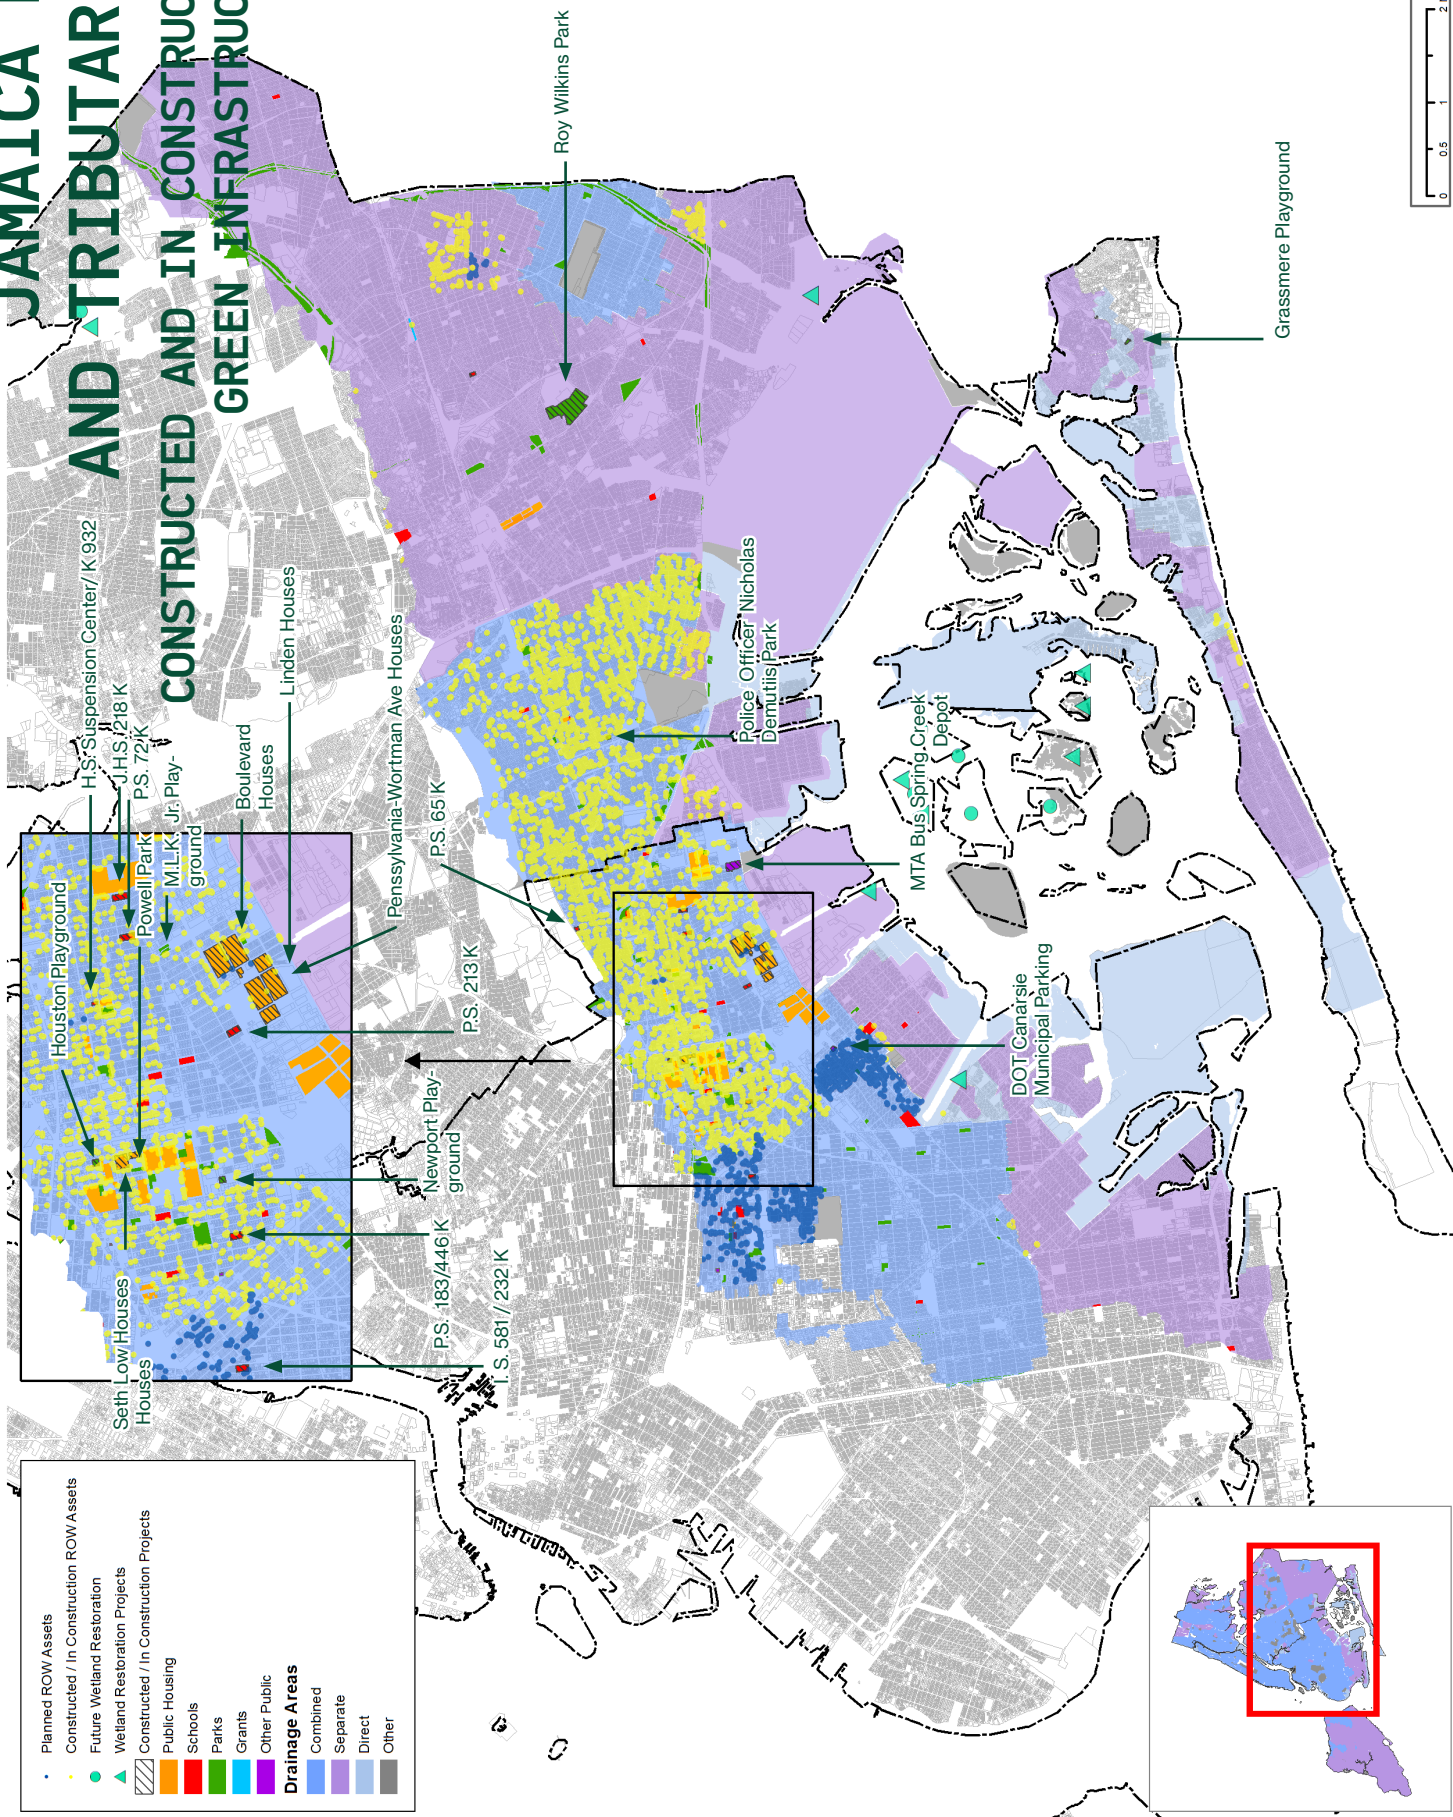 JAMAICA
AND TRIBUTAR
CONSTRUCTED AND IN CONSTRUC
GREEN INFRASTRUC
H.S. Suspension Center/ K 932
J.H.S. 218 K
P.S. 72 K
Powell Park
M.L.K. Jr. Play-
ground
Houston Playground
Boulevard
Houses
Linden Houses
Penssylvania-Wortman Ave Houses
P.S. 65 K
P.S. 213 K
Newport Play-
ground
P.S. 183/446 K
I.S. 581 / 232 K
Seth Low Houses
Houses
Roy Wilkins Park
Grassmere Playground
Police Officer Nicholas
Demutiis Park
MTA Bus Spring Creek
Depot
DOT Canarsie
Municipal Parking
Planned ROW Assets
Constructed / In Construction ROW Assets
Future Wetland Restoration
Wetland Restoration Projects
Constructed / In Construction Projects
Public Housing
Schools
Parks
Grants
Other Public
Drainage Areas
Combined
Separate
Direct
Other
0 0.5 1 2